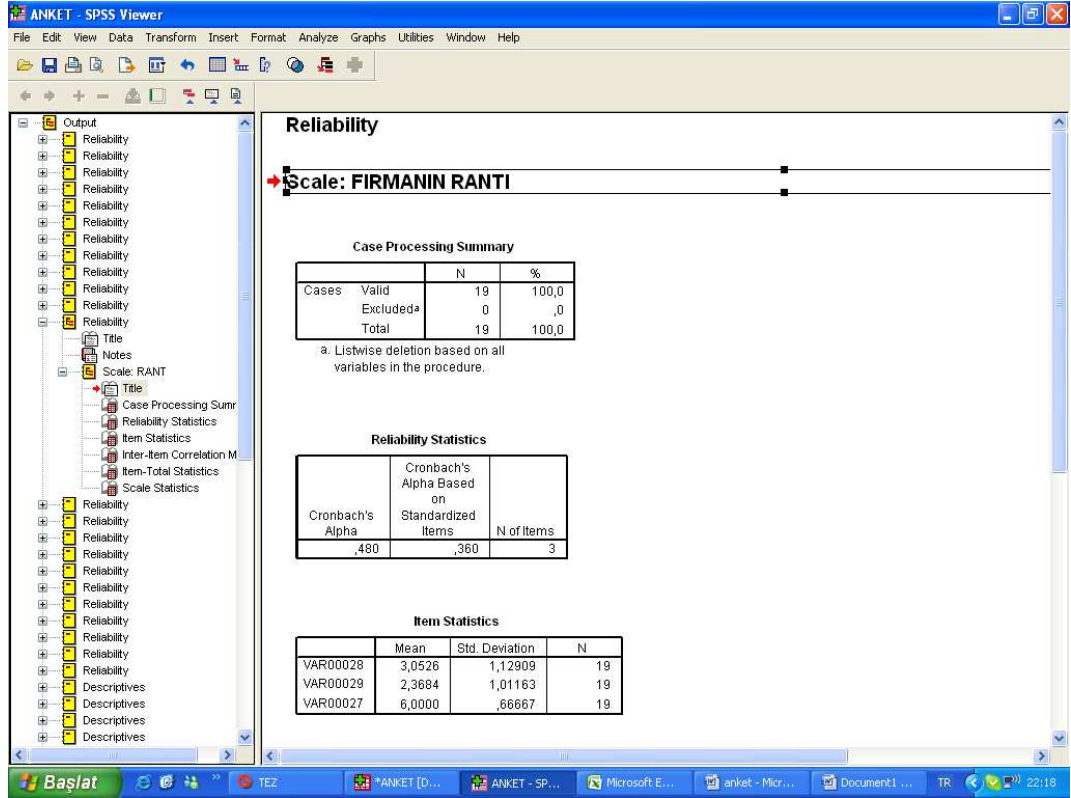 ANKET - SPSS Viewer
File Edit View Data Transform Insert Format Analyze Graphs Utilities Window Help
Output
Reliability
Reliability
Reliability
Reliability
Reliability
Reliability
Reliability
Reliability
Reliability
Reliability
Reliability
Reliability
Title
Notes
Scale: RANT
Title
Case Processing Summ
Reliability Statistics
Item Statistics
Inter-Item Correlation M
Item-Total Statistics
Scale Statistics
Reliability
Reliability
Reliability
Reliability
Reliability
Reliability
Reliability
Reliability
Reliability
Reliability
Reliability
Descriptives
Descriptives
Descriptives
Descriptives
Reliability
Scale: FIRMANIN RANTI
Case Processing Summary
N %
Cases Valid 19 100,0
Excludeda 0 ,0
Total 19 100,0
a. Listwise deletion based on all
variables in the procedure.
Reliability Statistics
Cronbach's
Alpha
Cronbach's
Alpha Based
on
Standardized
Items
N of Items
,480 ,360 3
Item Statistics
Mean Std. Deviation N
VAR00028 3,0526 1,12909 19
VAR00029 2,3684 1,01163 19
VAR00027 6,0000 ,66667 19
Başlat TEZ *ANKET [D... ANKET - SP... Microsoft E... anket - Micr... Document1 ... TR 22:18